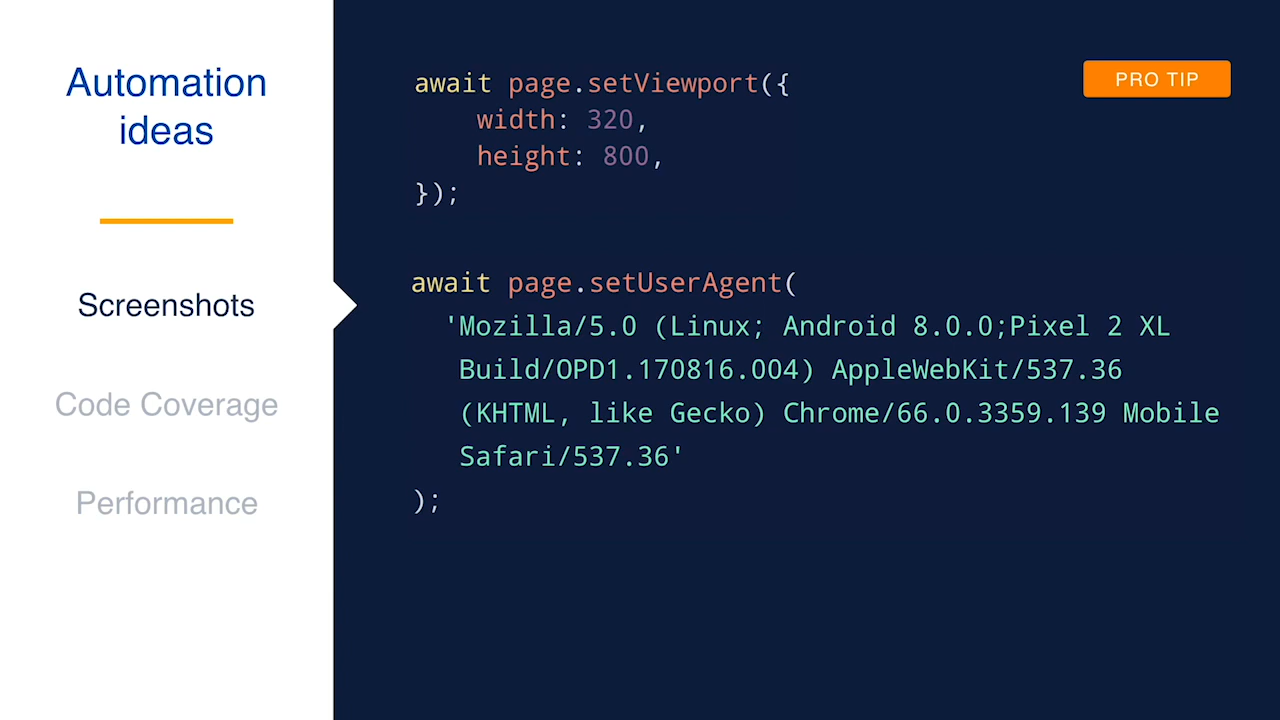 Automation
ideas
Screenshots
Code Coverage
Performance
PRO TIP
await page.setViewport({
    width: 320,
    height: 800,
});
await page.setUserAgent(
  'Mozilla/5.0 (Linux; Android 8.0.0;Pixel 2 XL
   Build/OPD1.170816.004) AppleWebKit/537.36
   (KHTML, like Gecko) Chrome/66.0.3359.139 Mobile
   Safari/537.36'
);